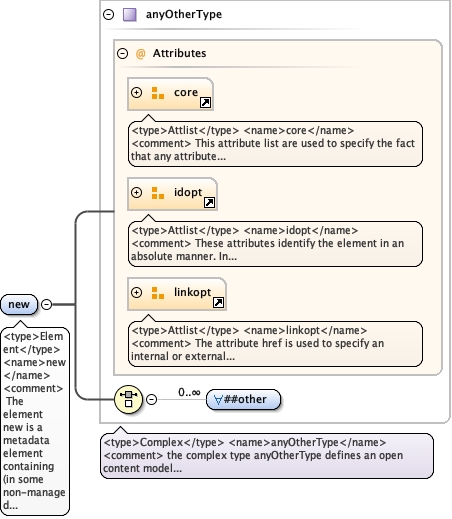 anyOtherType
@ Attributes
core
<type>Attlist</type> <name>core</name>
<comment> This attribute list are used to specify the fact
that any attribute...
idopt
<type>Attlist</type> <name>idopt</name>
<comment> These attributes identify the element in an
absolute manner. In...
linkopt
<type>Attlist</type> <name>linkopt</name>
<comment> The attribute href is used to specify an
internal or external...
new
<type>Elem
ent</type>
<name>new
</name>
<comment>
The
element
new is a
metadata
element
containing
(in some
non-manage
d...
0..∞
∀##other
<type>Complex</type> <name>anyOtherType</name>
<comment> the complex type anyOtherType defines an open
content model...